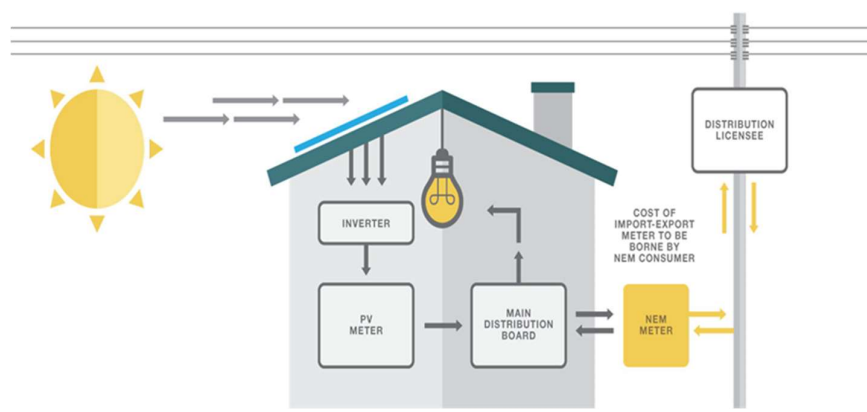 DISTRIBUTION
LICENSEE
COST OF
IMPORT-EXPORT
METER TO BE
BORNE BY
NEM CONSUMER
INVERTER
PV
METER
MAIN
DISTRIBUTION
BOARD
NEM
METER